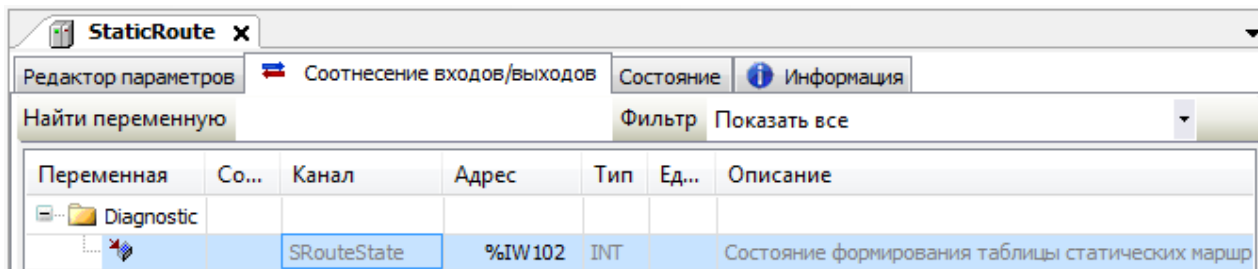 StaticRoute
Редактор параметров Соотнесение входов/выходов Состояние Информация
Найти переменную Фильтр Показать все
Переменная Со... Канал Адрес Тип Ед... Описание
Diagnostic
SRouteState %IW102 INT Состояние формирования таблицы статических маршр